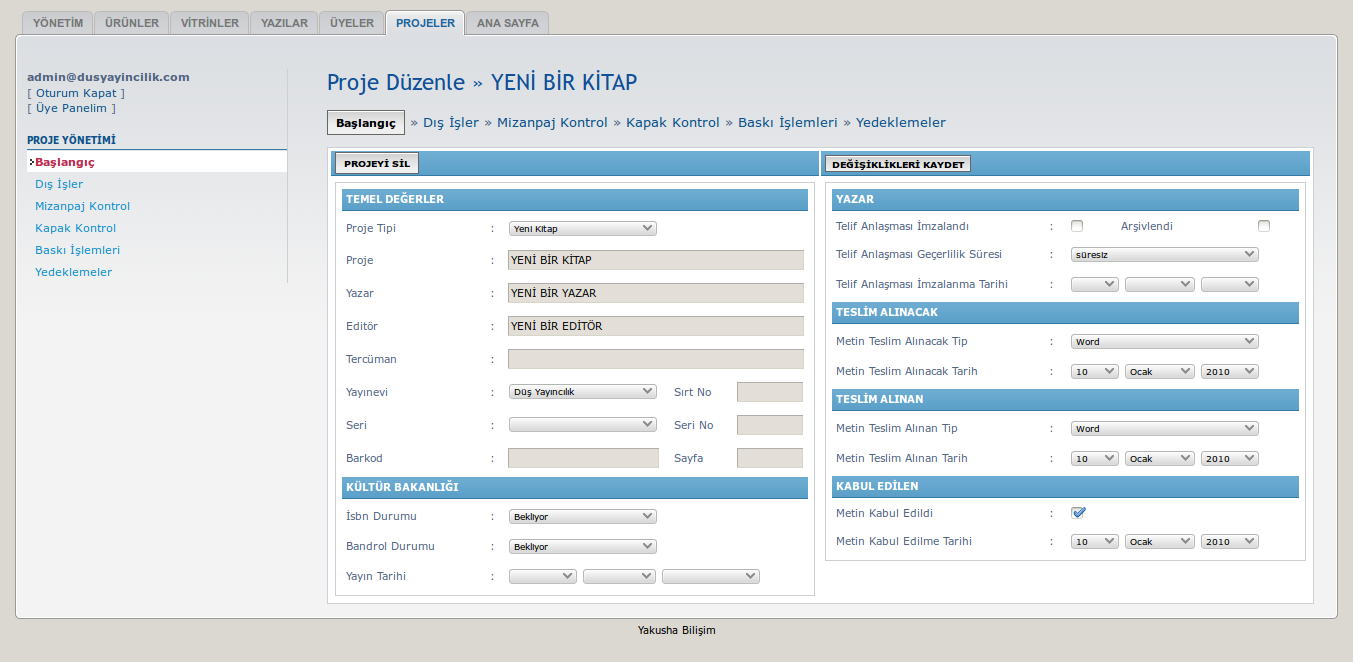 YÖNETİM ÜRÜNLER VİTRİNLER YAZILAR ÜYELER PROJELER ANA SAYFA
admin@dusyayincilik.com
[ Oturum Kapat ]
[ Üye Panelim ]
PROJE YÖNETİMİ
Başlangıç
Dış İşler
Mizanpaj Kontrol
Kapak Kontrol
Baskı İşlemleri
Yedeklemeler
Proje Düzenle » YENİ BİR KİTAP
Başlangıç » Dış İşler » Mizanpaj Kontrol » Kapak Kontrol » Baskı İşlemleri » Yedeklemeler
PROJEYİ SİL
TEMEL DEĞERLER
Proje Tipi : Yeni Kitap
Proje : YENİ BİR KİTAP
Yazar : YENİ BİR YAZAR
Editör : YENİ BİR EDİTÖR
Tercüman :
Yayınevi : Düş Yayıncılık Sırt No
Seri : Seri No
Barkod : Sayfa
KÜLTÜR BAKANLIĞI
İsbn Durumu : Bekliyor
Bandrol Durumu : Bekliyor
Yayın Tarihi :
DEĞİŞİKLİKLERİ KAYDET
YAZAR
Telif Anlaşması İmzalandı : Arşivlendi
Telif Anlaşması Geçerlilik Süresi : süresiz
Telif Anlaşması İmzalanma Tarihi :
TESLİM ALINACAK
Metin Teslim Alınacak Tip : Word
Metin Teslim Alınacak Tarih : 10 Ocak 2010
TESLİM ALINAN
Metin Teslim Alınan Tip : Word
Metin Teslim Alınan Tarih : 10 Ocak 2010
KABUL EDİLEN
Metin Kabul Edildi :
Metin Kabul Edilme Tarihi : 10 Ocak 2010
Yakusha Bilişim